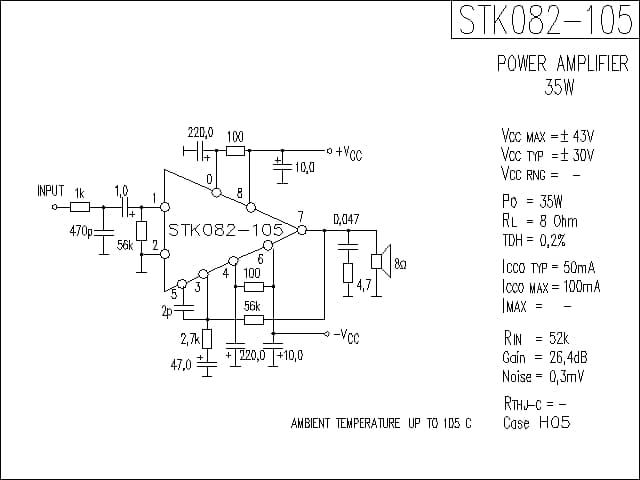 STK082-105
POWER AMPLIFIER
35W
VCC MAX =± 43V
VCC TYP =± 30V
VCC RNG = -
PO = 35W
RL = 8 Ohm
TDH = 0,2%
ICCO TYP = 50mA
ICCO MAX = 100mA
IMAX = -
RIN = 52k
Gain = 26,4dB
Noise = 0,3mV
RTHJ-C = -
Case H05
220,0
100
+
+VCC
+
10,0
0
8
INPUT
1k
1,0
+
1
470p
56k
2
STK082-105
7
0,047
6
4
3
5
8Ω
4,7
100
56k
2p
2,7k
47,0
+
-VCC
+
220,0
+10,0
AMBIENT TEMPERATURE UP TO 105 C